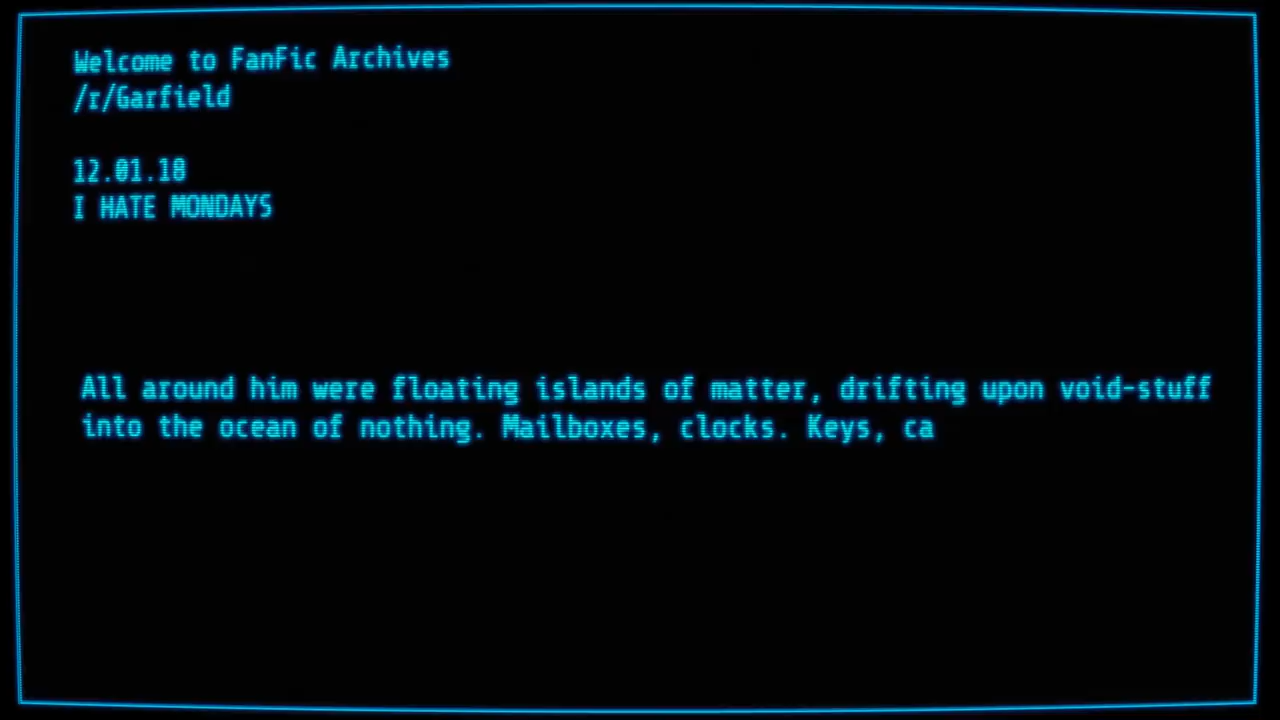 Welcome to FanFic Archives
/r/Garfield
12.01.18
I HATE MONDAYS
All around him were floating islands of matter, drifting upon void-stuff
into the ocean of nothing. Mailboxes, clocks. Keys, ca